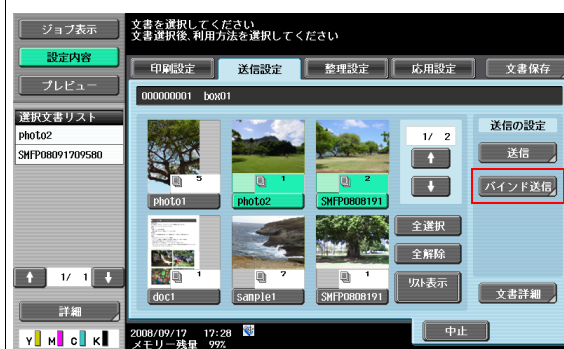 ジョブ表示
設定内容
プレビュー
文書を選択してください
文書選択後、利用方法を選択してください
印刷設定
送信設定
整理設定
応用設定
文書保存
000000001 box01
選択文書リスト
photo2
SMFP08091709580
1/ 1
詳細
Y M C K
5
photo1
1
photo2
1
SMFP0808191
1
doc1
7
sample1
1
SMFP0808191
1/ 2
全選択
全解除
リスト表示
送信の設定
送信
バインド送信
文書詳細
2008/09/17 17:28
メモリー残量 99%
中止